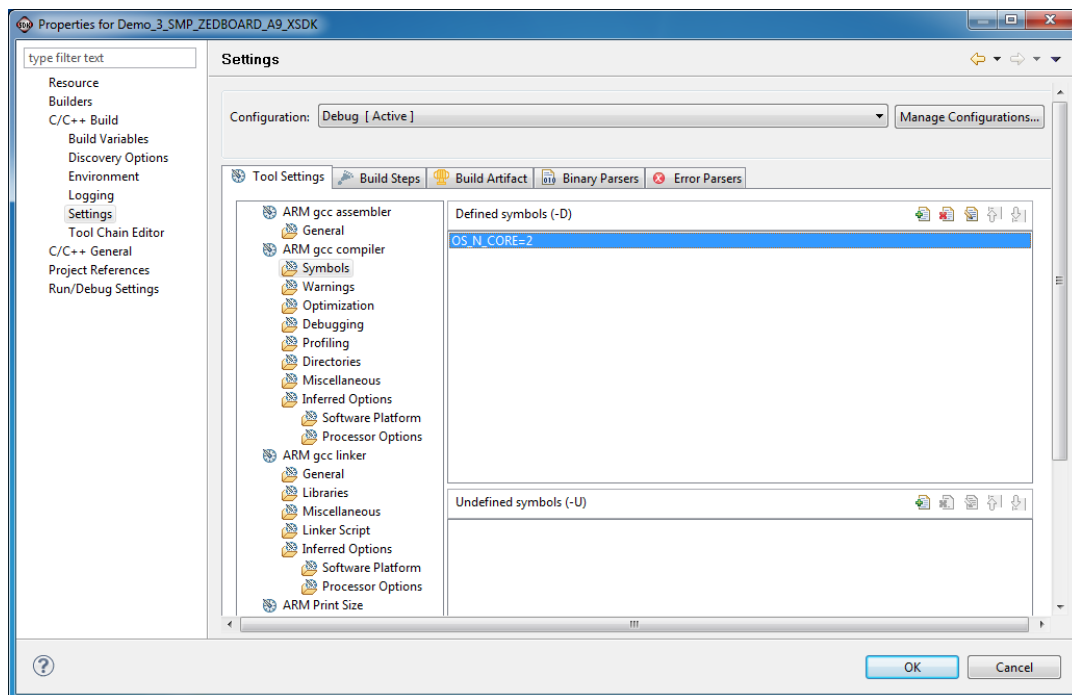 Properties for Demo_3_SMP_ZEDBOARD_A9_XSDK
type filter text
Resource
Builders
C/C++ Build
Build Variables
Discovery Options
Environment
Logging
Settings
Tool Chain Editor
C/C++ General
Project References
Run/Debug Settings
Settings
Configuration: Debug [ Active ] Manage Configurations...
Tool Settings Build Steps Build Artifact Binary Parsers Error Parsers
ARM gcc assembler
General
ARM gcc compiler
Symbols
Warnings
Optimization
Debugging
Profiling
Directories
Miscellaneous
Inferred Options
Software Platform
Processor Options
ARM gcc linker
General
Libraries
Miscellaneous
Linker Script
Inferred Options
Software Platform
Processor Options
ARM Print Size
Defined symbols (-D)
OS_N_CORE=2
Undefined symbols (-U)
OK Cancel